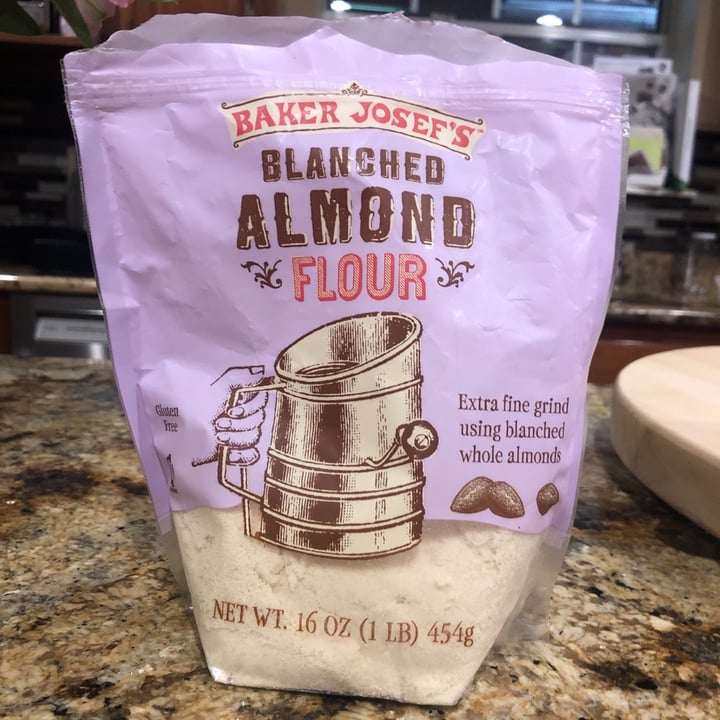 BAKER JOSEF'S
BLANCHED
ALMOND
FLOUR
Gluten
Free
Extra fine grind
using blanched
whole almonds
NET WT. 16 OZ (1 LB) 454g